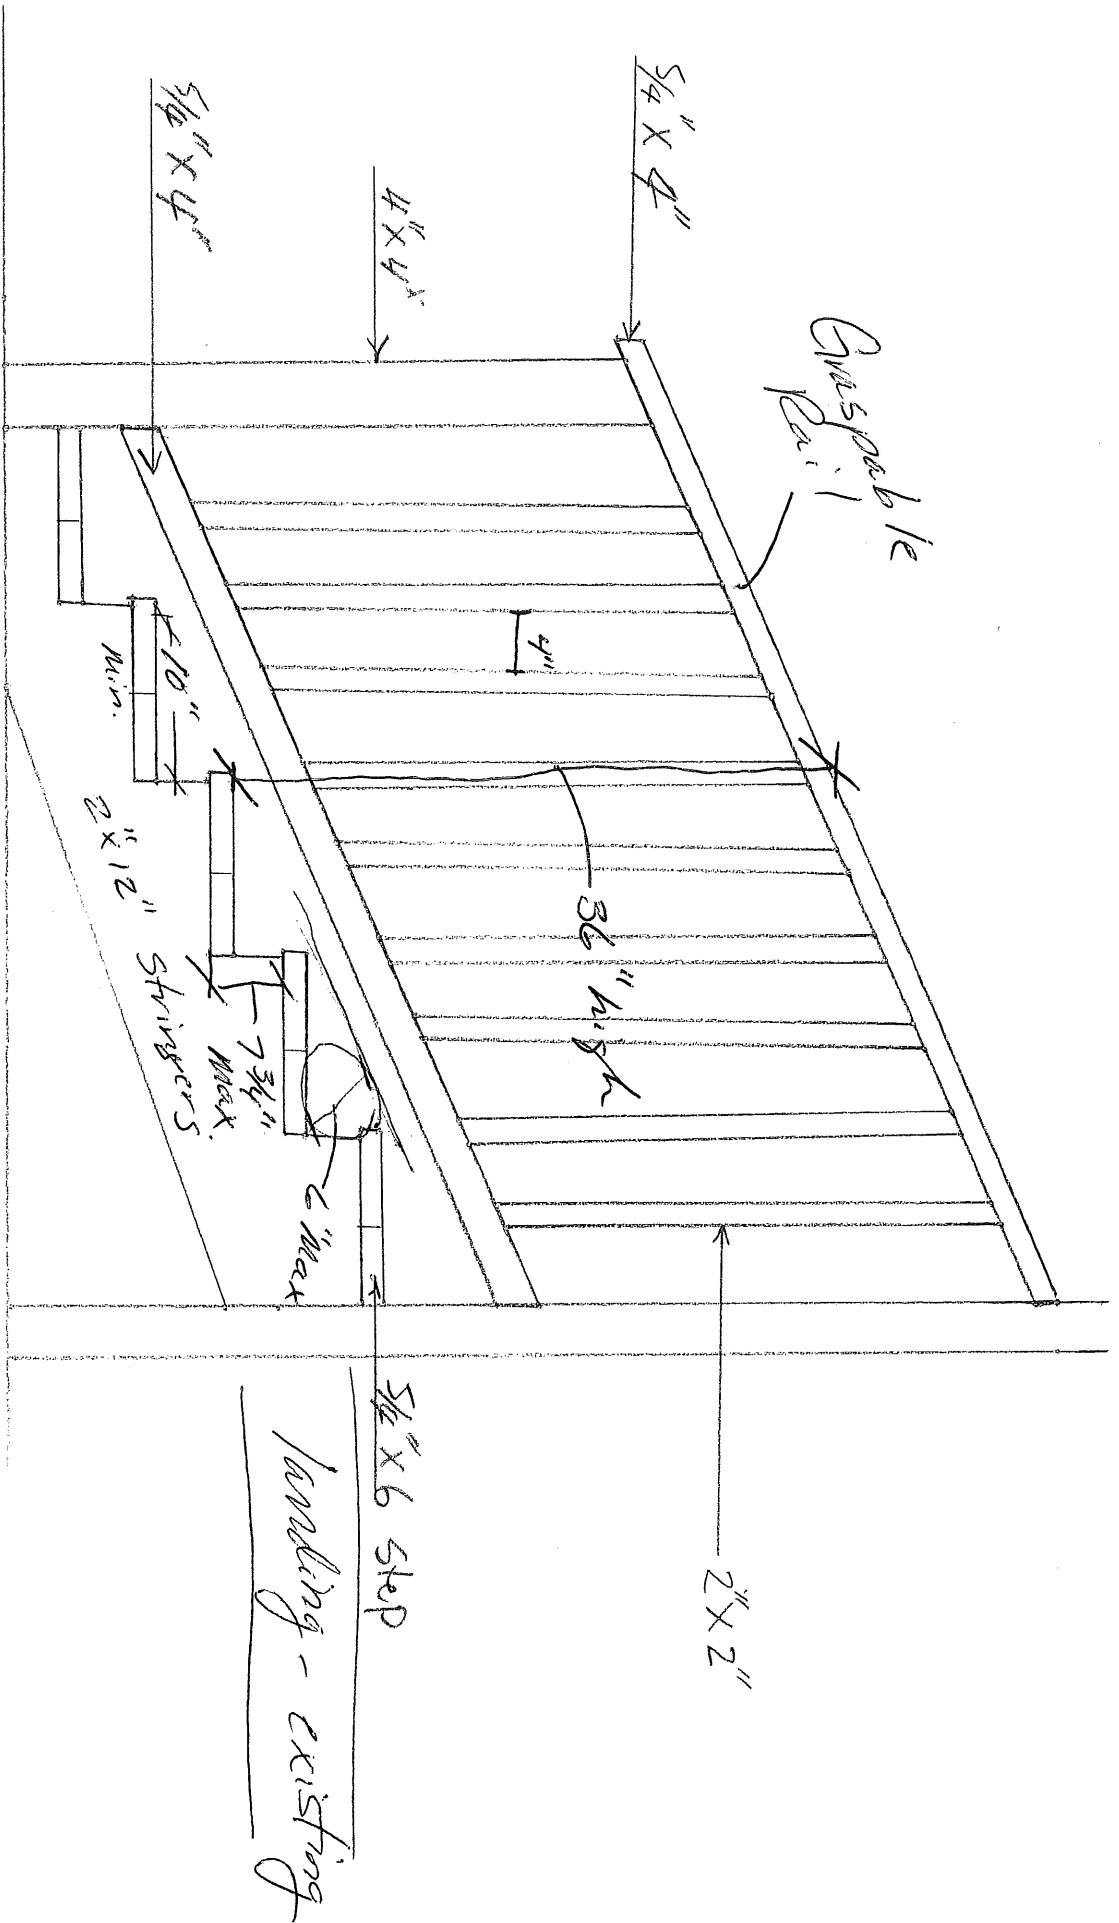 Graspable
Rail
5/4" x 4"
4" x 4"
5/4" x 4"
4"
36" high
10"
min.
7 3/4"
max.
6" max
2" x 12" Stringers
2" x 2"
5/4" x 6 Step
landing - existing